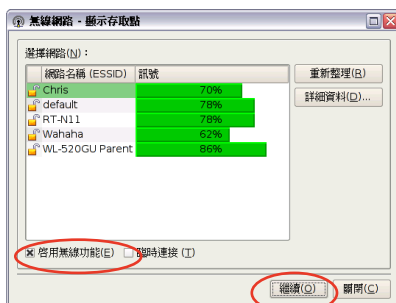 無線網路 - 顯示存取點
選擇網路(N)：
網路名稱 (ESSID) 訊號
Chris 70%
default 78%
RT-N11 78%
Wahaha 62%
WL-520GU Parent 86%
重新整理(R)
詳細資料(D)...
啓用無線功能(E) 臨時連接 (T)
繼續(O) 關閉(C)